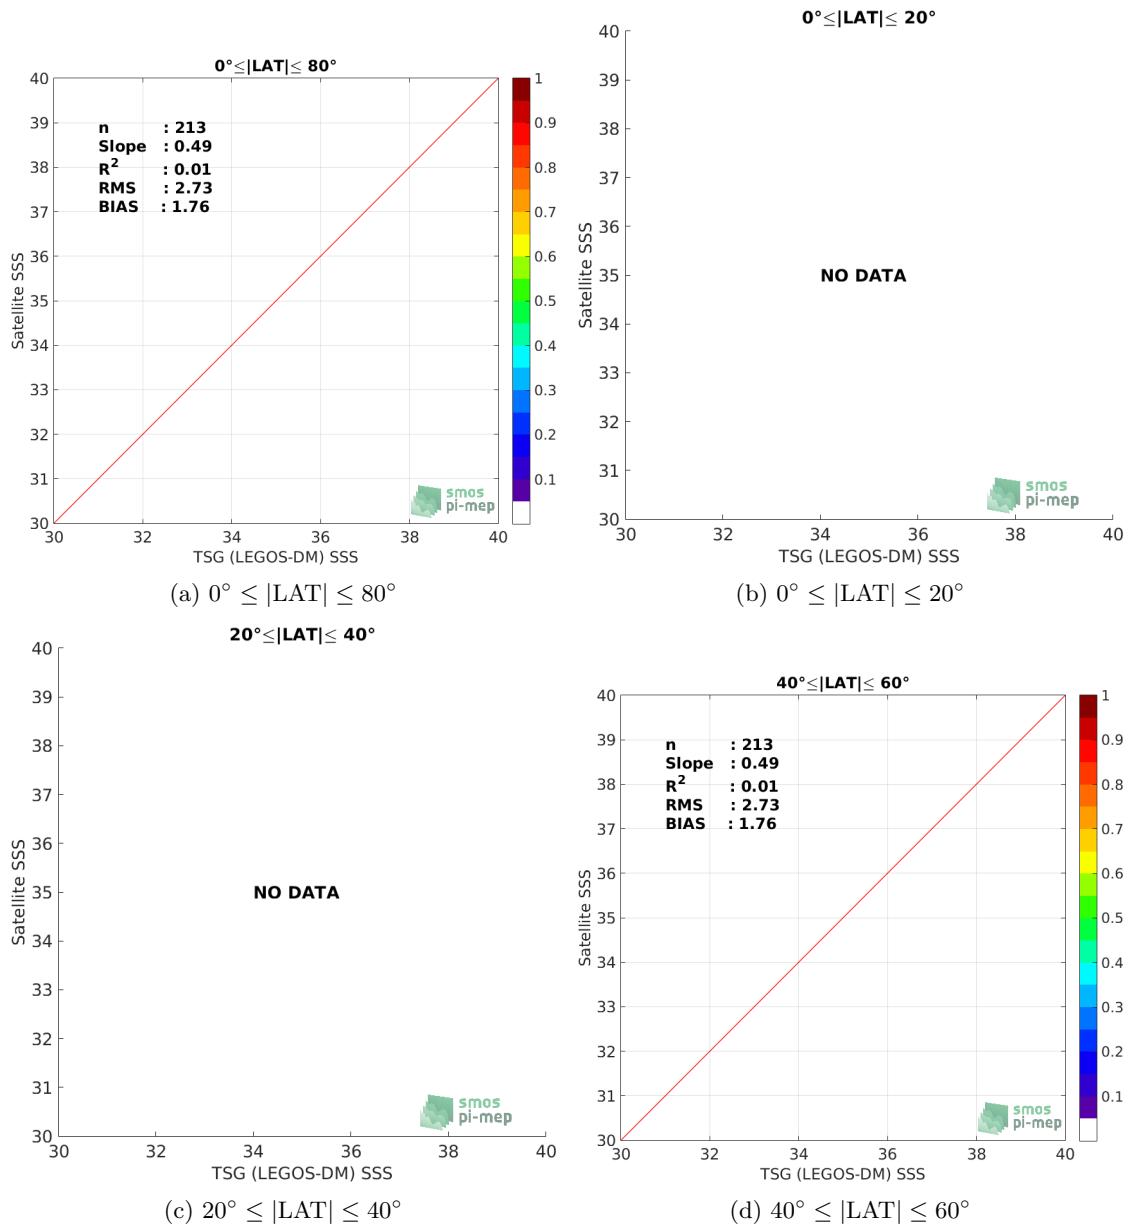 0°≤|LAT|≤ 80°
40
39
38
37
36
35
34
33
32
31
30
Satellite SSS
n : 213
Slope : 0.49
R² : 0.01
RMS : 2.73
BIAS : 1.76
smos
pi-mep
30 32 34 36 38 40
TSG (LEGOS-DM) SSS
1
0.9
0.8
0.7
0.6
0.5
0.4
0.3
0.2
0.1
(a) 0° ≤ |LAT| ≤ 80°
0°≤|LAT|≤ 20°
40
39
38
37
36
35
34
33
32
31
30
Satellite SSS
NO DATA
smos
pi-mep
30 32 34 36 38 40
TSG (LEGOS-DM) SSS
(b) 0° ≤ |LAT| ≤ 20°
20°≤|LAT|≤ 40°
40
39
38
37
36
35
34
33
32
31
30
Satellite SSS
NO DATA
smos
pi-mep
30 32 34 36 38 40
TSG (LEGOS-DM) SSS
(c) 20° ≤ |LAT| ≤ 40°
40°≤|LAT|≤ 60°
40
39
38
37
36
35
34
33
32
31
30
Satellite SSS
n : 213
Slope : 0.49
R² : 0.01
RMS : 2.73
BIAS : 1.76
smos
pi-mep
30 32 34 36 38 40
TSG (LEGOS-DM) SSS
1
0.9
0.8
0.7
0.6
0.5
0.4
0.3
0.2
0.1
(d) 40° ≤ |LAT| ≤ 60°